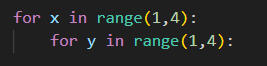 for x in range(1,4):
    for y in range(1,4):